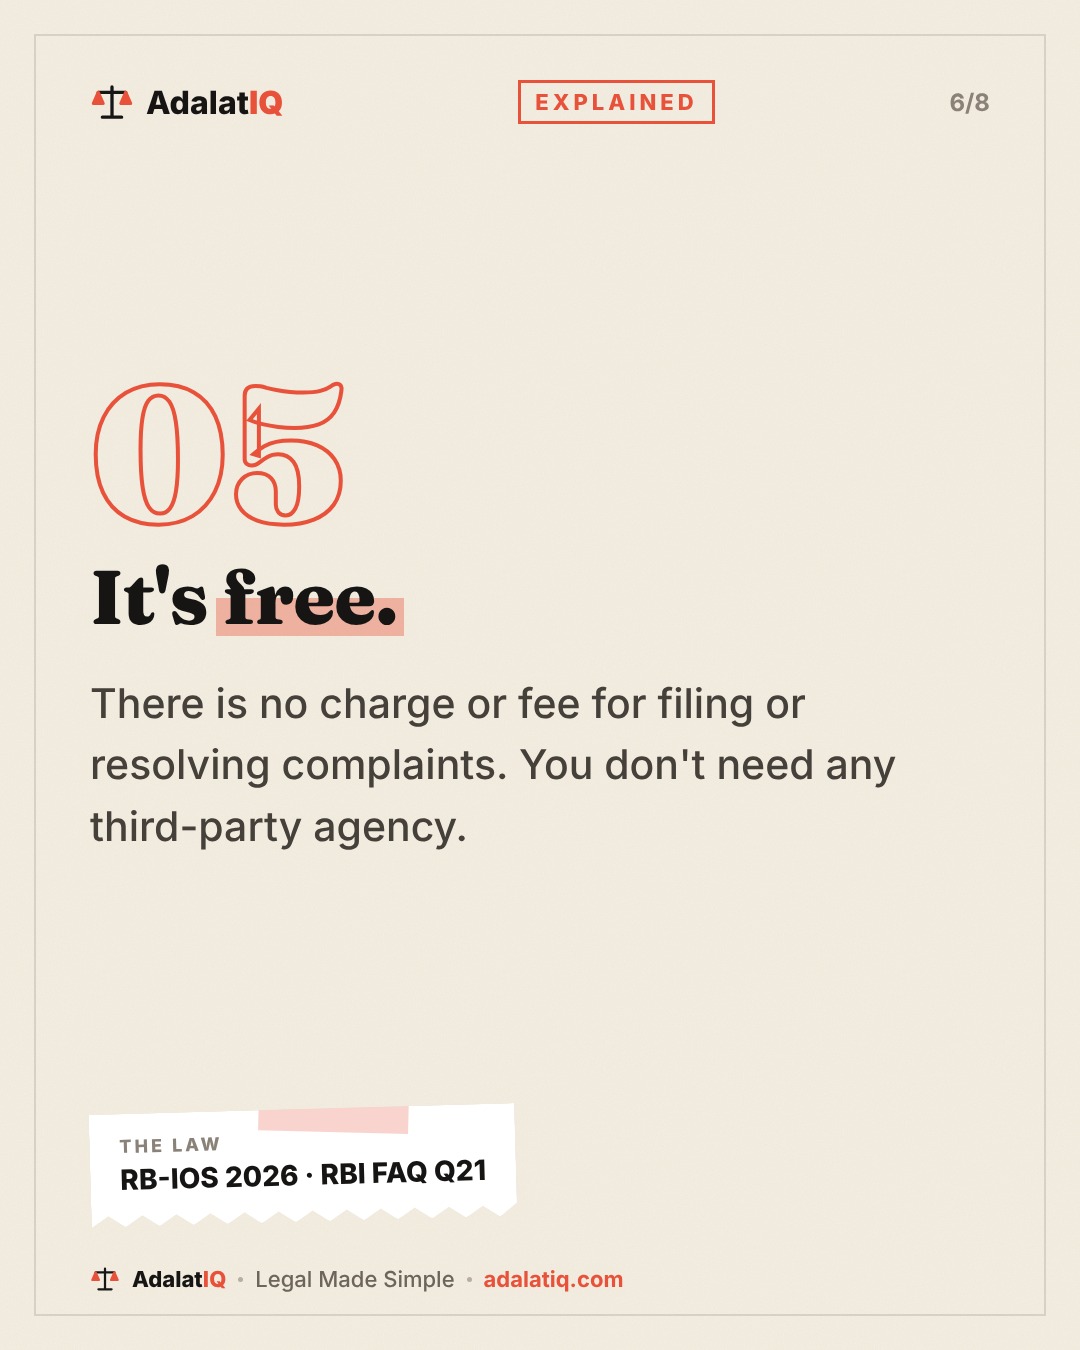 AdalatIQ
EXPLAINED
6/8
05
It's free.
There is no charge or fee for filing or
resolving complaints. You don't need any
third-party agency.
THE LAW
RB-IOS 2026 · RBI FAQ Q21
AdalatIQ • Legal Made Simple • adalatiq.com